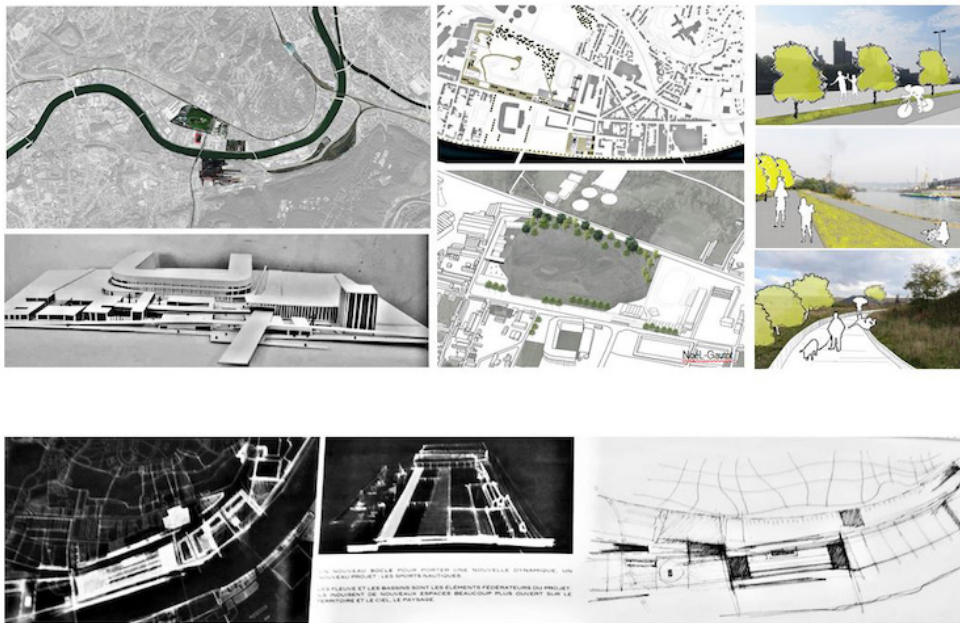 Noël-Gautot
UN NOUVEAU SOCLE POUR PORTER UNE NOUVELLE DYNAMIQUE, UN
NOUVEAU PROJET : LES SPORTS NAUTIQUES.
LES FLEUVE ET LES BASSINS SONT LES ÉLÉMENTS FÉDÉRATEURS DU PROJET.
ILS INDUISENT DE NOUVEAUX ESPACES BEAUCOUP PLUS OUVERT SUR LE
TERRITOIRE ET LE CIEL, LE PAYSAGE.